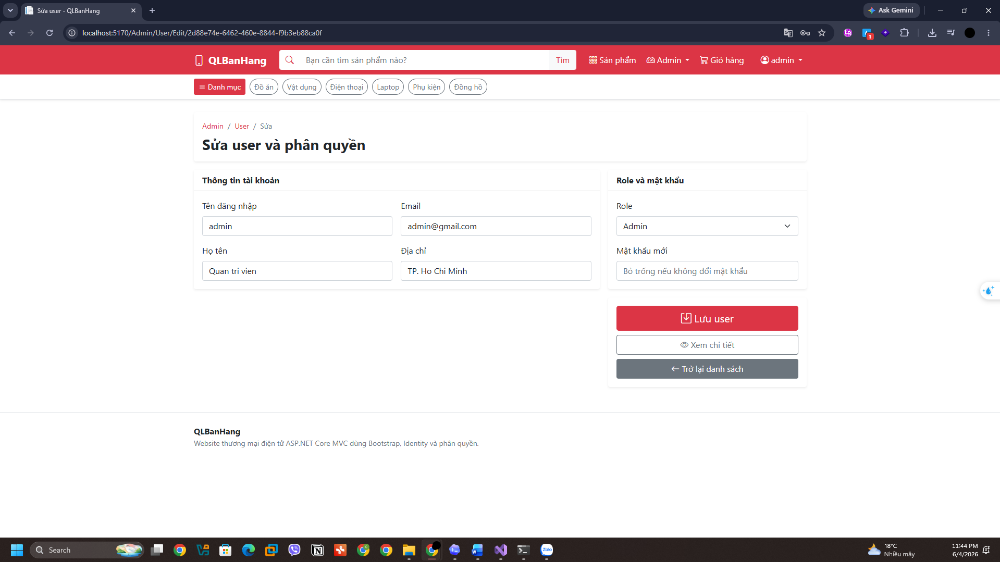 Sửa user - QLBanHang
Ask Gemini
localhost:5170/Admin/User/Edit/2d88e74e-6462-460e-8844-f9b3eb88ca0f
1
QLBanHang
Bạn cần tìm sản phẩm nào?
Tìm
Sản phẩm
Admin
Giỏ hàng
admin
Danh mục
Đồ ăn
Vật dụng
Điện thoại
Laptop
Phụ kiện
Đồng hồ
Admin / User / Sửa
Sửa user và phân quyền
Thông tin tài khoản
Tên đăng nhập
admin
Email
admin@gmail.com
Họ tên
Quan tri vien
Địa chỉ
TP. Ho Chi Minh
Role và mật khẩu
Role
Admin
Mật khẩu mới
Bỏ trống nếu không đổi mật khẩu
Lưu user
Xem chi tiết
Trở lại danh sách
QLBanHang
Website thương mại điện tử ASP.NET Core MVC dùng Bootstrap, Identity và phân quyền.
Search
Zalo
18°C
Nhiều mây
11:44 PM
6/4/2026